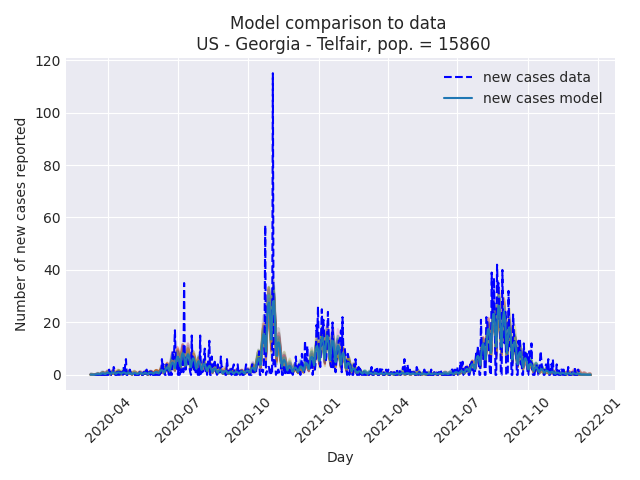 Model comparison to data
US - Georgia - Telfair, pop. = 15860
new cases data
new cases model
Number of new cases reported
120
100
80
60
40
20
0
2020-04
2020-07
2020-10
2021-01
2021-04
2021-07
2021-10
2022-01
Day